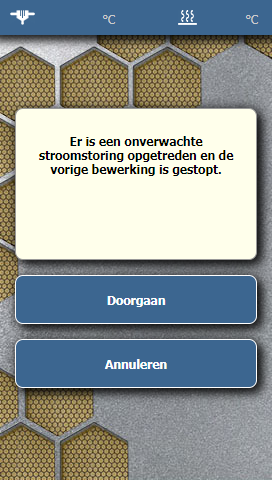 °C °C
Er is een onverwachte
stroomstoring opgetreden en de
vorige bewerking is gestopt.
Doorgaan
Annuleren